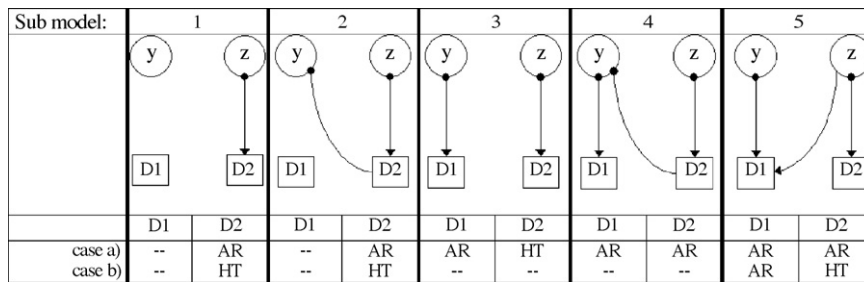 Sub model: 1 2 3 4 5
y z y z y z y z y z
D1 D2 D1 D2 D1 D2 D1 D2 D1 D2
D1 D2 D1 D2 D1 D2 D1 D2 D1 D2
case a) -- AR -- AR AR HT AR AR AR AR
case b) -- HT -- HT -- -- -- -- AR HT